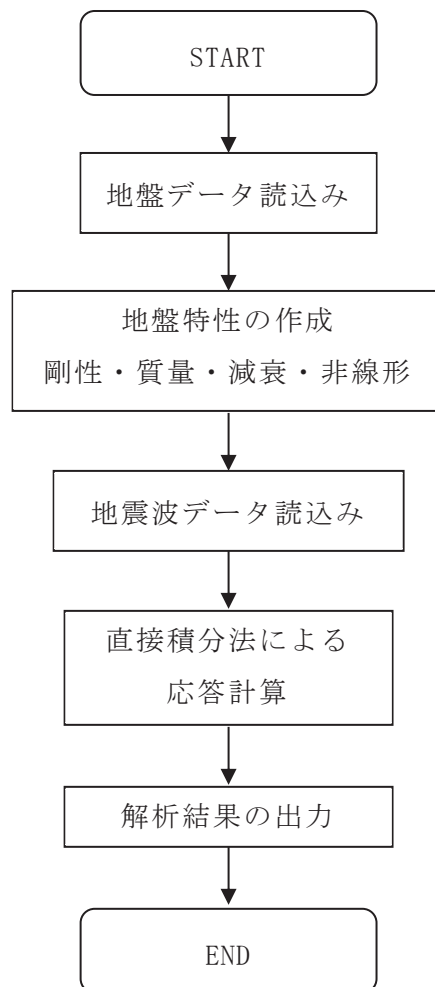 START
地盤データ読込み
地盤特性の作成
剛性・質量・減衰・非線形
地震波データ読込み
直接積分法による
応答計算
解析結果の出力
END